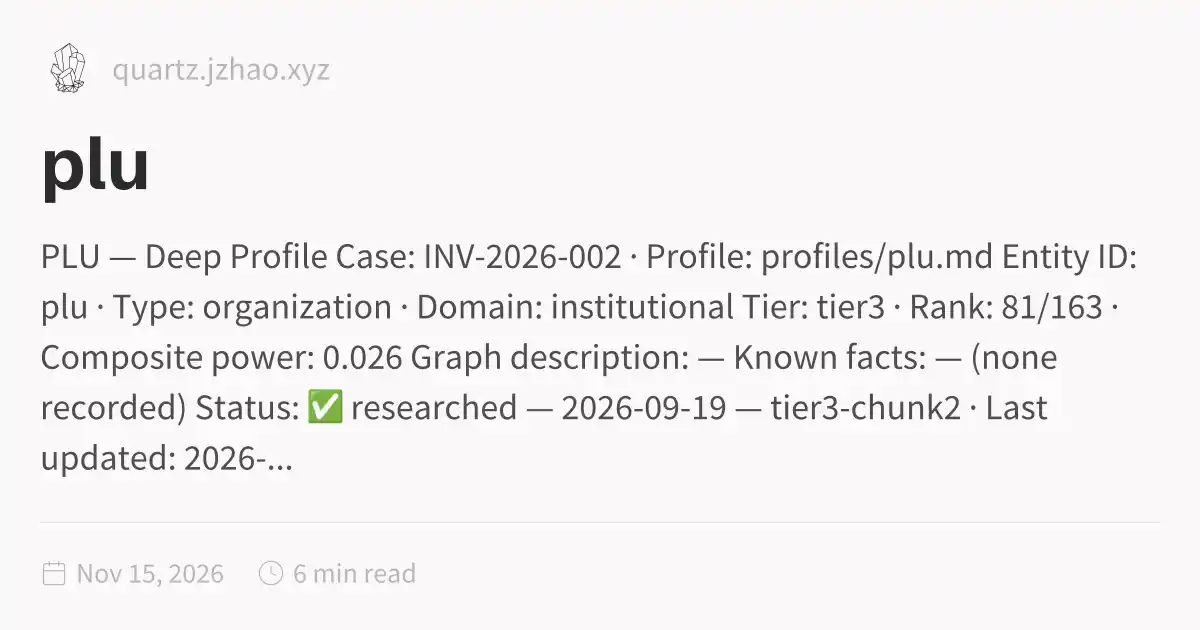 quartz.jzhao.xyz
plu
PLU — Deep Profile Case: INV-2026-002 · Profile: profiles/plu.md Entity ID:
plu · Type: organization · Domain: institutional Tier: tier3 · Rank: 81/163 ·
Composite power: 0.026 Graph description: — Known facts: — (none
recorded) Status: ✅ researched — 2026-09-19 — tier3-chunk2 · Last
updated: 2026-...
Nov 15, 2026 6 min read